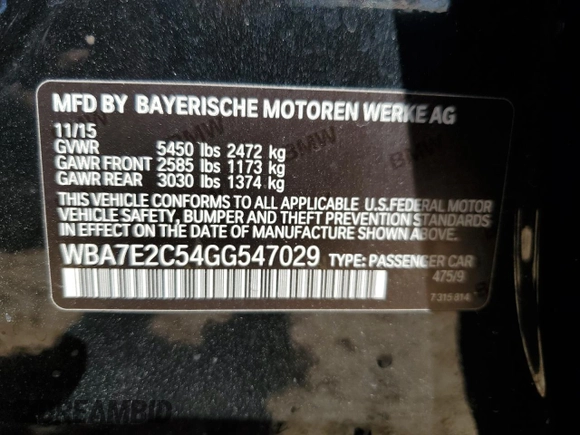 MFD BY BAYERISCHE MOTOREN WERKE AG
11/15
GVWR 5450 lbs 2472 kg
GAWR FRONT 2585 lbs 1173 kg
GAWR REAR 3030 lbs 1374 kg
THIS VEHICLE CONFORMS TO ALL APPLICABLE U.S.FEDERAL MOTOR
VEHICLE SAFETY, BUMPER AND THEFT PREVENTION STANDARDS
IN EFFECT ON THE DATE OF MANUFACTURE SHOWN ABOVE.
WBA7E2C54GG547029 TYPE: PASSENGER CAR
475/9
7 315 814
BMW
BMW
DREAMBID